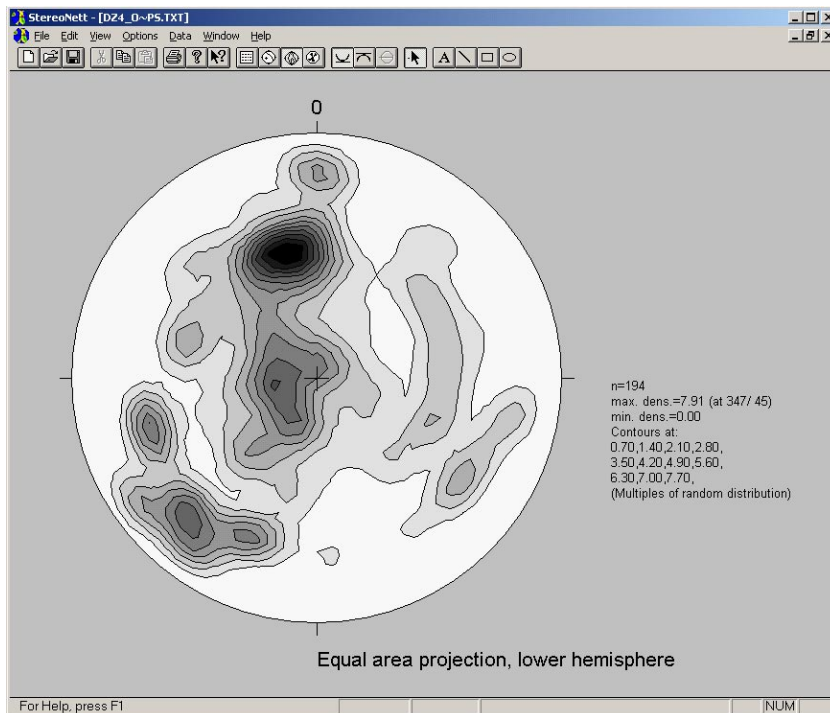 StereoNett - [DZ4_O~PS.TXT]
File Edit View Options Data Window Help
A
0
n=194
max. dens.=7.91 (at 347/ 45)
min. dens.=0.00
Contours at:
0.70,1.40,2.10,2.80,
3.50,4.20,4.90,5.60,
6.30,7.00,7.70,
(Multiples of random distribution)
Equal area projection, lower hemisphere
For Help, press F1 NUM